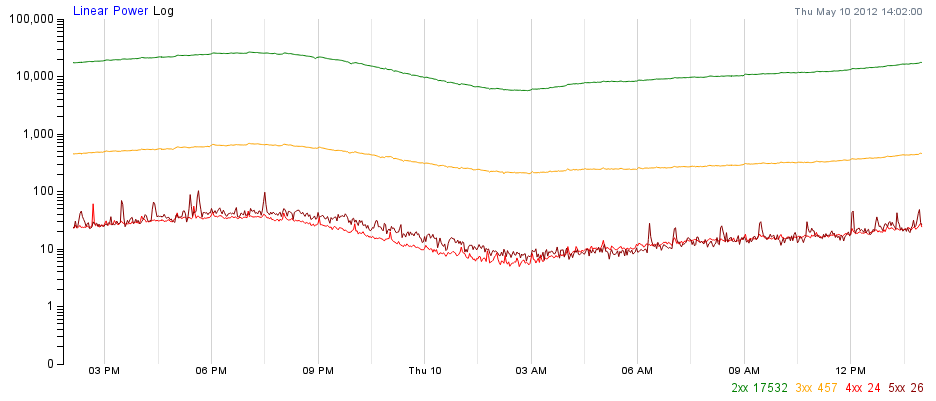 Linear Power Log
Thu May 10 2012 14:02:00
100,000
10,000
1,000
100
10
1
0
03 PM 06 PM 09 PM Thu 10 03 AM 06 AM 09 AM 12 PM
2xx 17532 3xx 457 4xx 24 5xx 26